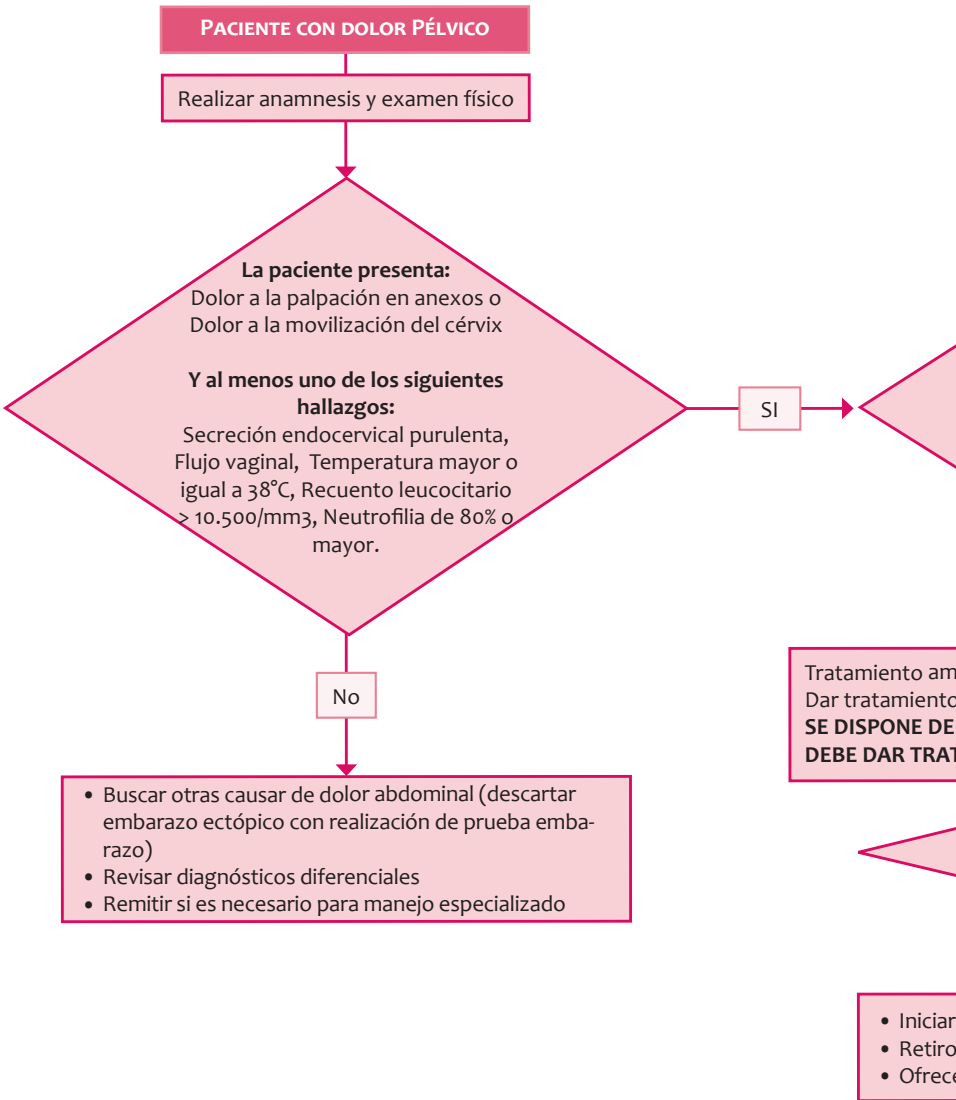 PACIENTE CON DOLOR PÉLVICO
Realizar anamnesis y examen físico
La paciente presenta:
Dolor a la palpación en anexos o
Dolor a la movilización del cérvix
Y al menos uno de los siguientes
hallazgos:
Secreción endocervical purulenta,
Flujo vaginal, Temperatura mayor o
igual a 38°C, Recuento leucocitario
> 10.500/mm3, Neutrofilia de 80% o
mayor.
SI
No
• Buscar otras causar de dolor abdominal (descartar
embarazo ectópico con realización de prueba emba-
razo)
• Revisar diagnósticos diferenciales
• Remitir si es necesario para manejo especializado
Tratamiento am
Dar tratamiento
SE DISPONE DE
DEBE DAR TRAT
• Iniciar
• Retiro
• Ofrece